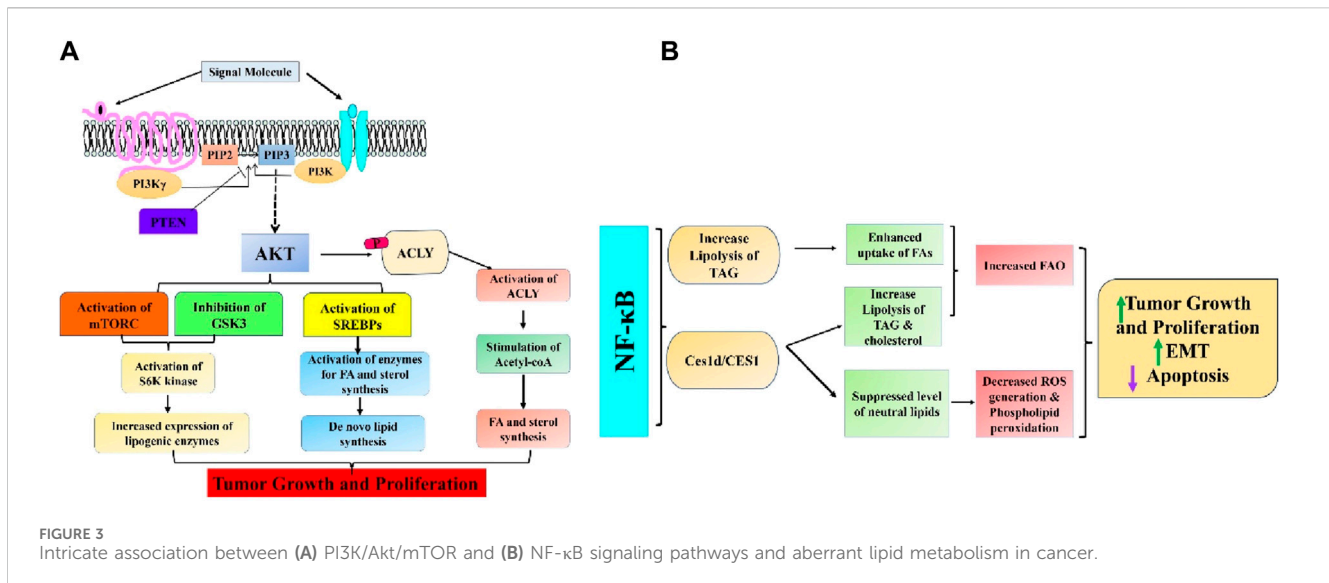 A
Signal Molecule
PIP2
PIP3
PI3Kγ
PI3K
PTEN
AKT
P
ACLY
Activation of
mTORC
Inhibition of
GSK3
Activation of
SREBPs
Activation of
ACLY
Activation of
S6K kinase
Activation of enzymes
for FA and sterol
synthesis
Stimulation of
Acetyl-coA
Increased expression of
lipogenic enzymes
De novo lipid
synthesis
FA and sterol
synthesis
Tumor Growth and Proliferation
B
NF-κB
Increase
Lipolysis of
TAG
Ces1d/CES1
Enhanced
uptake of FAs
Increase
Lipolysis of
TAG &
cholesterol
Suppressed level
of neutral lipids
Increased FAO
Decreased ROS
generation &
Phospholipid
peroxidation
Tumor Growth
and Proliferation
EMT
Apoptosis
FIGURE 3
Intricate association between (A) PI3K/Akt/mTOR and (B) NF-κB signaling pathways and aberrant lipid metabolism in cancer.